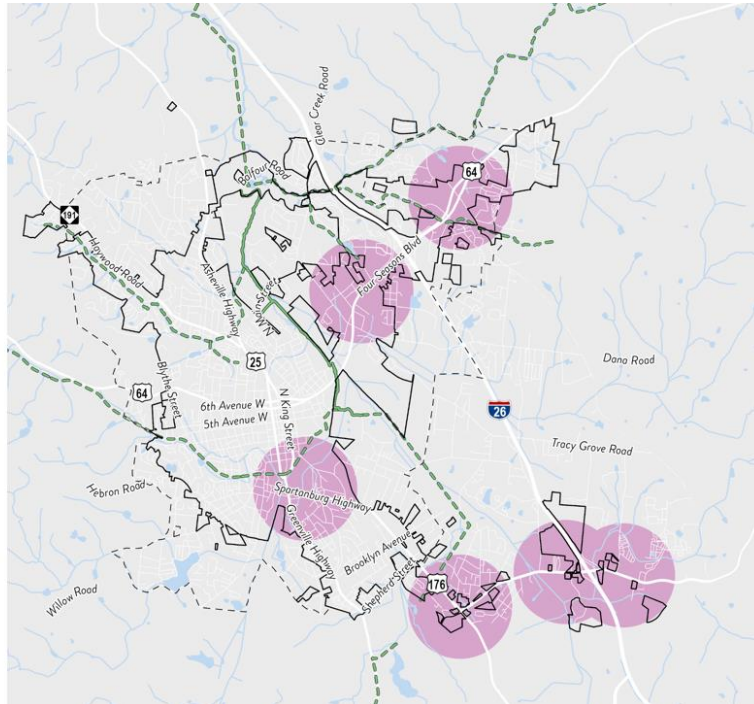 Clear Creek Road
64
Balfour Road
191
Haywood Road
Four Seasons Blvd
Asheville Highway
N Main Street
25
Dana Road
64
Blythe Street
6th Avenue W
5th Avenue W
N King Street
26
Tracy Grove Road
Hebron Road
Spartanburg Highway
Greenville Highway
Brooklyn Avenue
Shepherd Street
176
Willow Road